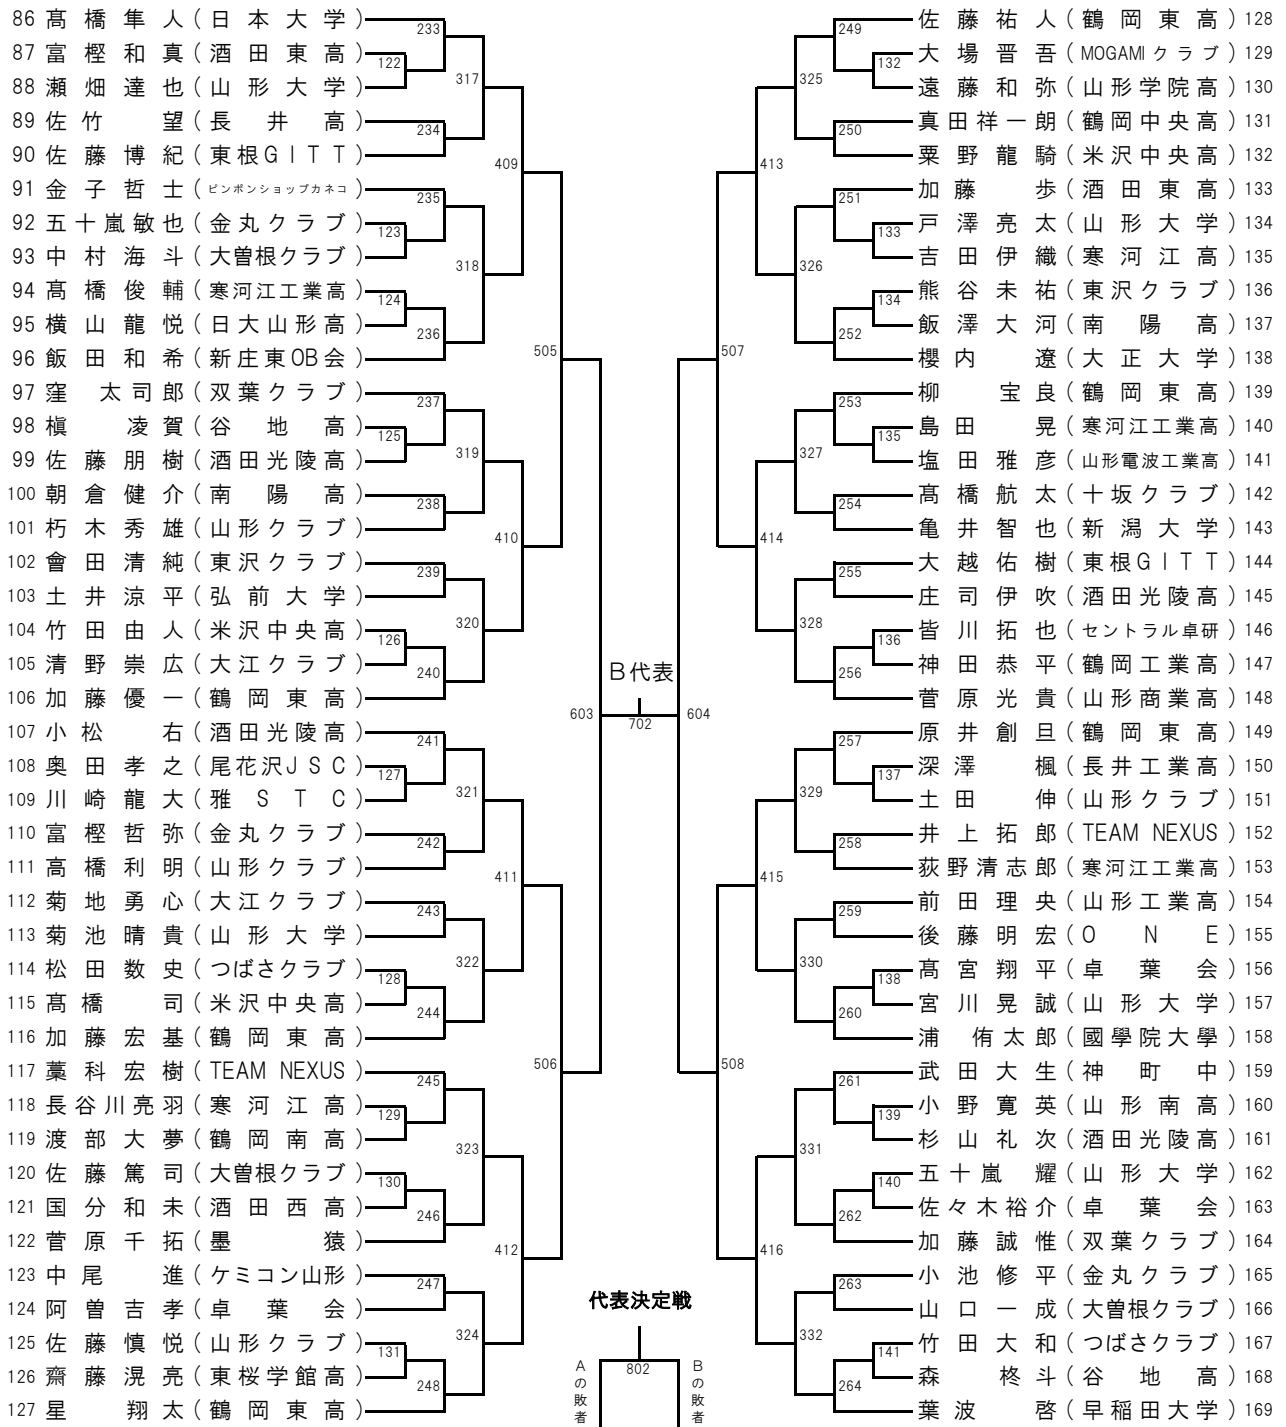 86 髙橋隼人（日本大学）
87 富樫和真（酒田東高）
88 瀬畑達也（山形大学）
89 佐竹望（長井高）
90 佐藤博紀（東根GITT）
91 金子哲士（ピンポンショップカネコ）
92 五十嵐敏也（金丸クラブ）
93 中村海斗（大曽根クラブ）
94 髙橋俊輔（寒河江工業高）
95 横山龍悦（日大山形高）
96 飯田和希（新庄東OB会）
97 窪太司郎（双葉クラブ）
98 槇凌賀（谷地高）
99 佐藤朋樹（酒田光陵高）
100 朝倉健介（南陽高）
101 朽木秀雄（山形クラブ）
102 會田清純（東沢クラブ）
103 土井涼平（弘前大学）
104 竹田由人（米沢中央高）
105 清野崇広（大江クラブ）
106 加藤優一（鶴岡東高）
107 小松右（酒田光陵高）
108 奥田孝之（尾花沢JSC）
109 川崎龍大（雅STC）
110 富樫哲弥（金丸クラブ）
111 高橋利明（山形クラブ）
112 菊地勇心（大江クラブ）
113 菊池晴貴（山形大学）
114 松田数史（つばさクラブ）
115 髙橋司（米沢中央高）
116 加藤宏基（鶴岡東高）
117 藁科宏樹（TEAM NEXUS）
118 長谷川亮羽（寒河江高）
119 渡部大夢（鶴岡南高）
120 佐藤篤司（大曽根クラブ）
121 国分和未（酒田西高）
122 菅原千拓（墨猿）
123 中尾進（ケミコン山形）
124 阿曽吉孝（卓葉会）
125 佐藤慎悦（山形クラブ）
126 齋藤滉亮（東桜学館高）
127 星翔太（鶴岡東高）
233
122
317
234
409
235
123
318
124
236
505
237
125
319
238
410
239
320
126
240
603
241
127
321
242
411
243
322
128
244
506
245
129
323
130
246
412
247
324
131
248
B代表
702
代表決定戦
802
Aの敗者
Bの敗者
249
132
325
250
413
251
133
326
134
252
507
253
135
327
254
414
255
328
136
256
604
257
137
329
258
415
259
330
138
260
508
261
139
331
140
262
416
263
332
141
264
佐藤祐人（鶴岡東高）128
大場晋吾（MOGAMIクラブ）129
遠藤和弥（山形学院高）130
真田祥一朗（鶴岡中央高）131
粟野龍騎（米沢中央高）132
加藤歩（酒田東高）133
戸澤亮太（山形大学）134
吉田伊織（寒河江高）135
熊谷未祐（東沢クラブ）136
飯澤大河（南陽高）137
櫻内遼（大正大学）138
柳宝良（鶴岡東高）139
島田晃（寒河江工業高）140
塩田雅彦（山形電波工業高）141
髙橋航太（十坂クラブ）142
亀井智也（新潟大学）143
大越佑樹（東根GITT）144
庄司伊吹（酒田光陵高）145
皆川拓也（セントラル卓研）146
神田恭平（鶴岡工業高）147
菅原光貴（山形商業高）148
原井創旦（鶴岡東高）149
深澤楓（長井工業高）150
土田伸（山形クラブ）151
井上拓郎（TEAM NEXUS）152
荻野清志郎（寒河江工業高）153
前田理央（山形工業高）154
後藤明宏（ONE）155
髙宮翔平（卓葉会）156
宮川晃誠（山形大学）157
浦侑太郎（國學院大學）158
武田大生（神町中）159
小野寛英（山形南高）160
杉山礼次（酒田光陵高）161
五十嵐耀（山形大学）162
佐々木裕介（卓葉会）163
加藤誠惟（双葉クラブ）164
小池修平（金丸クラブ）165
山口一成（大曽根クラブ）166
竹田大和（つばさクラブ）167
森柊斗（谷地高）168
葉波啓（早稲田大学）169